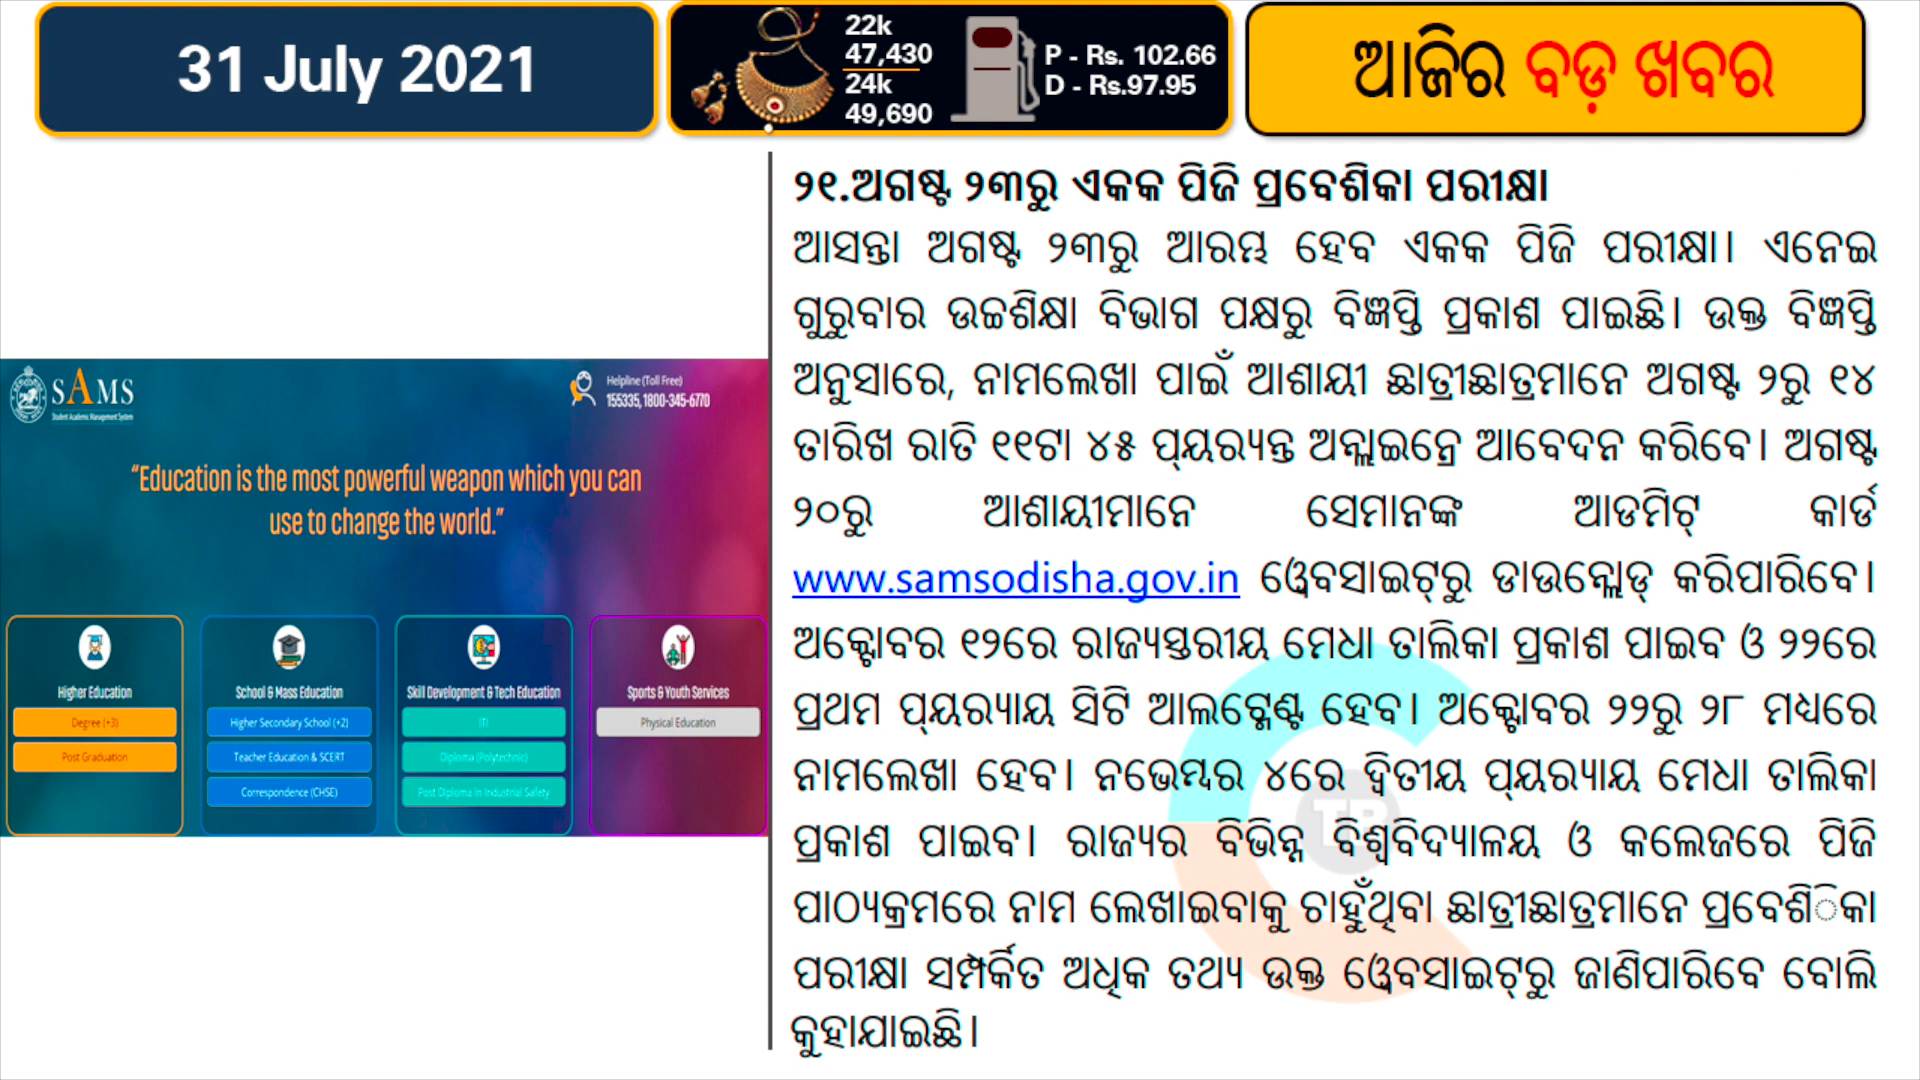 31 July 2021
22k
47,430
24k
49,690
P - Rs. 102.66
D - Rs.97.95
ଆଜିର ବଡ଼ ଖବର
SAMS
Student Academic Management System
Helpline (Toll Free)
155335, 1800-345-6770
“Education is the most powerful weapon which you can
use to change the world.”
Higher Education
Degree (+3)
Post Graduation
School & Mass Education
Higher Secondary School (+2)
Teacher Education & SCERT
Correspondence (CHSE)
Skill Development & Tech Education
ITI
Diploma (Polytechnic)
Post Diploma In Industrial Safety
Sports & Youth Services
Physical Education
୨୧.ଅଗଷ୍ଟ ୨୩ରୁ ଏକକ ପିଜି ପ୍ରବେଶିକା ପରୀକ୍ଷା
ଆସନ୍ତା ଅଗଷ୍ଟ ୨୩ରୁ ଆରମ୍ଭ ହେବ ଏକକ ପିଜି ପରୀକ୍ଷା। ଏନେଇ
ଗୁରୁବାର ଉଚ୍ଚଶିକ୍ଷା ବିଭାଗ ପକ୍ଷରୁ ବିଜ୍ଞପ୍ତି ପ୍ରକାଶ ପାଇଛି। ଉକ୍ତ ବିଜ୍ଞପ୍ତି
ଅନୁସାରେ, ନାମଲେଖା ପାଇଁ ଆଶାୟୀ ଛାତ୍ରୀଛାତ୍ରମାନେ ଅଗଷ୍ଟ ୨ରୁ ୧୪
ତାରିଖ ରାତି ୧୧ଟା ୪୫ ପ୍ୟର୍‍ୟନ୍ତ ଅନ୍ଲାଇନ୍ରେ ଆବେଦନ କରିବେ। ଅଗଷ୍ଟ
୨୦ରୁ ଆଶାୟୀମାନେ ସେମାନଙ୍କ ଆଡମିଟ୍ କାର୍ଡ
www.samsodisha.gov.in ୱେବସାଇଟ୍‌ରୁ ଡାଉନ୍ଲୋଡ୍ କରିପାରିବେ।
ଅକ୍ଟୋବର ୧୨ରେ ରାଜ୍ୟସ୍ତରୀୟ ମେଧା ତାଲିକା ପ୍ରକାଶ ପାଇବ ଓ ୨୨ରେ
ପ୍ରଥମ ପ୍ୟର୍‍ୟାୟ ସିଟି ଆଲଟ୍ମେଣ୍ଟ ହେବ। ଅକ୍ଟୋବର ୨୨ରୁ ୨୮ ମଧ୍ୟରେ
ନାମଲେଖା ହେବ। ନଭେମ୍ବର ୪ରେ ଦ୍ୱିତୀୟ ପ୍ୟର୍‍ୟାୟ ମେଧା ତାଲିକା
ପ୍ରକାଶ ପାଇବ। ରାଜ୍ୟର ବିଭିନ୍ନ ବିଶ୍ୱବିଦ୍ୟାଳୟ ଓ କଲେଜରେ ପିଜି
ପାଠ୍ୟକ୍ରମରେ ନାମ ଲେଖାଇବାକୁ ଚାହୁଁଥିବା ଛାତ୍ରୀଛାତ୍ରମାନେ ପ୍ରବେଶିିକା
ପରୀକ୍ଷା ସମ୍ପର୍କିତ ଅଧିକ ତଥ୍ୟ ଉକ୍ତ ୱେବସାଇଟ୍‌ରୁ ଜାଣିପାରିବେ ବୋଲି
କୁହାଯାଇଛି।
TP